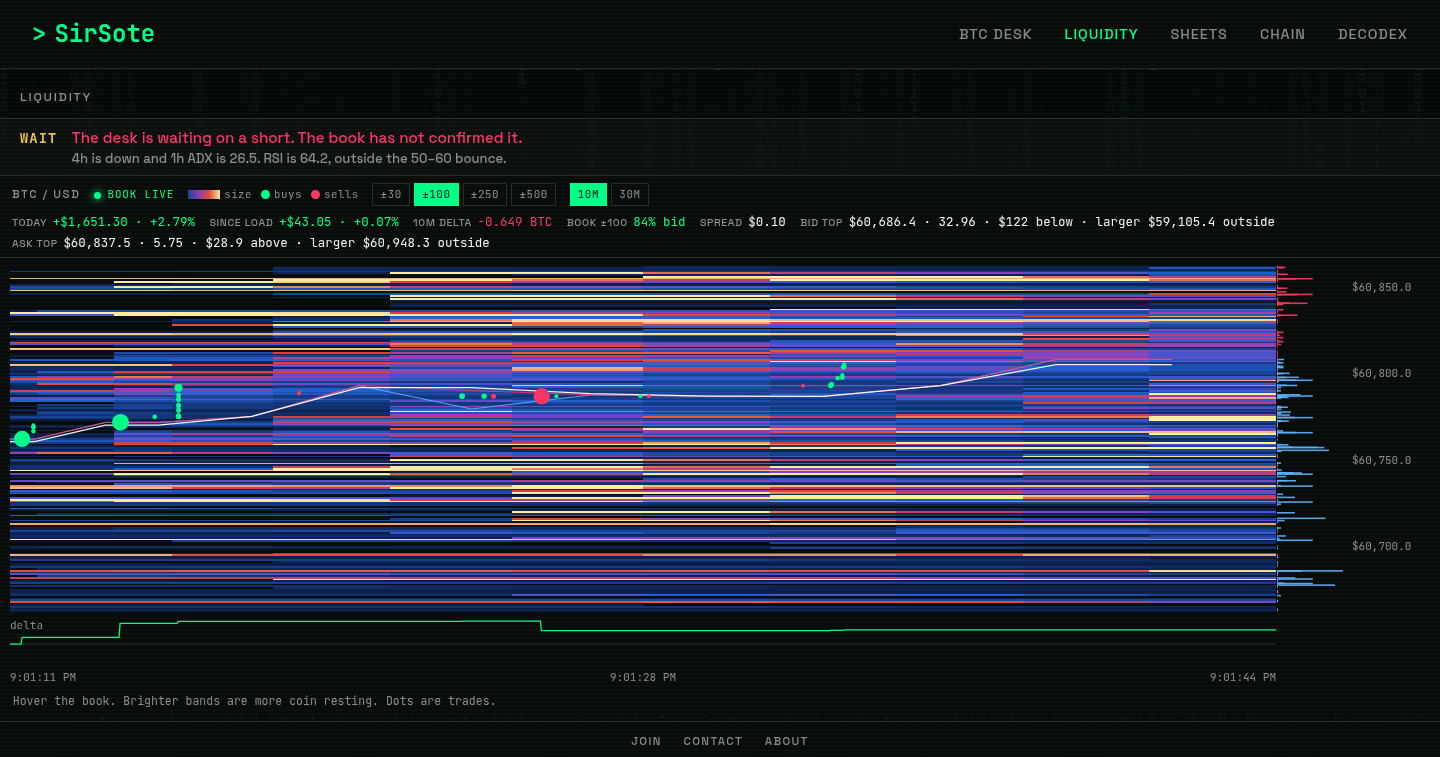 > SirSote
BTC DESK LIQUIDITY SHEETS CHAIN DECODEX
LIQUIDITY
WAIT The desk is waiting on a short. The book has not confirmed it.
4h is down and 1h ADX is 26.5. RSI is 64.2, outside the 50–60 bounce.
BTC / USD BOOK LIVE size buys sells ±30 ±100 ±250 ±500 10M 30M
TODAY +$1,651.30 · +2.79% SINCE LOAD +$43.05 · +0.07% 10M DELTA -0.649 BTC BOOK ±100 84% bid SPREAD $0.10 BID TOP $60,686.4 · 32.96 · $122 below · larger $59,105.4 outside
ASK TOP $60,837.5 · 5.75 · $28.9 above · larger $60,948.3 outside
$60,850.0
$60,800.0
$60,750.0
$60,700.0
delta
9:01:11 PM 9:01:28 PM 9:01:44 PM
Hover the book. Brighter bands are more coin resting. Dots are trades.
JOIN CONTACT ABOUT